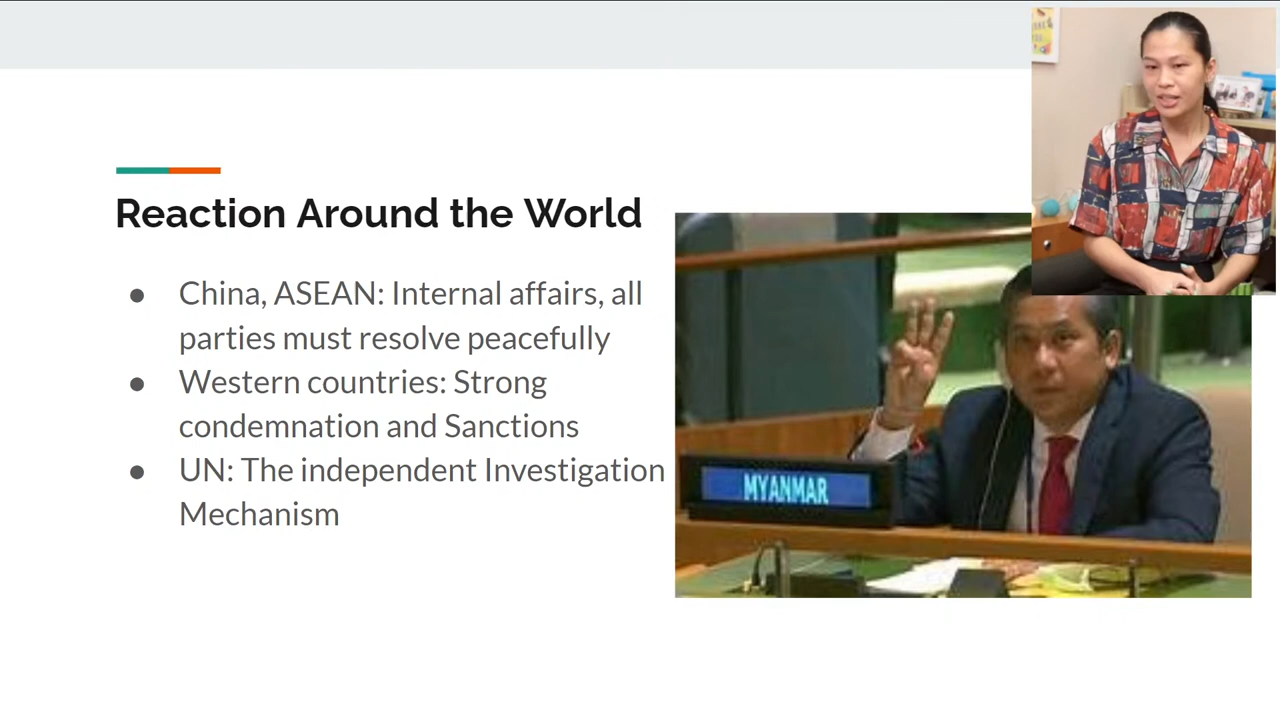 Reaction Around the World
● China, ASEAN: Internal affairs, all
parties must resolve peacefully
● Western countries: Strong
condemnation and Sanctions
● UN: The independent Investigation
Mechanism
MYANMAR